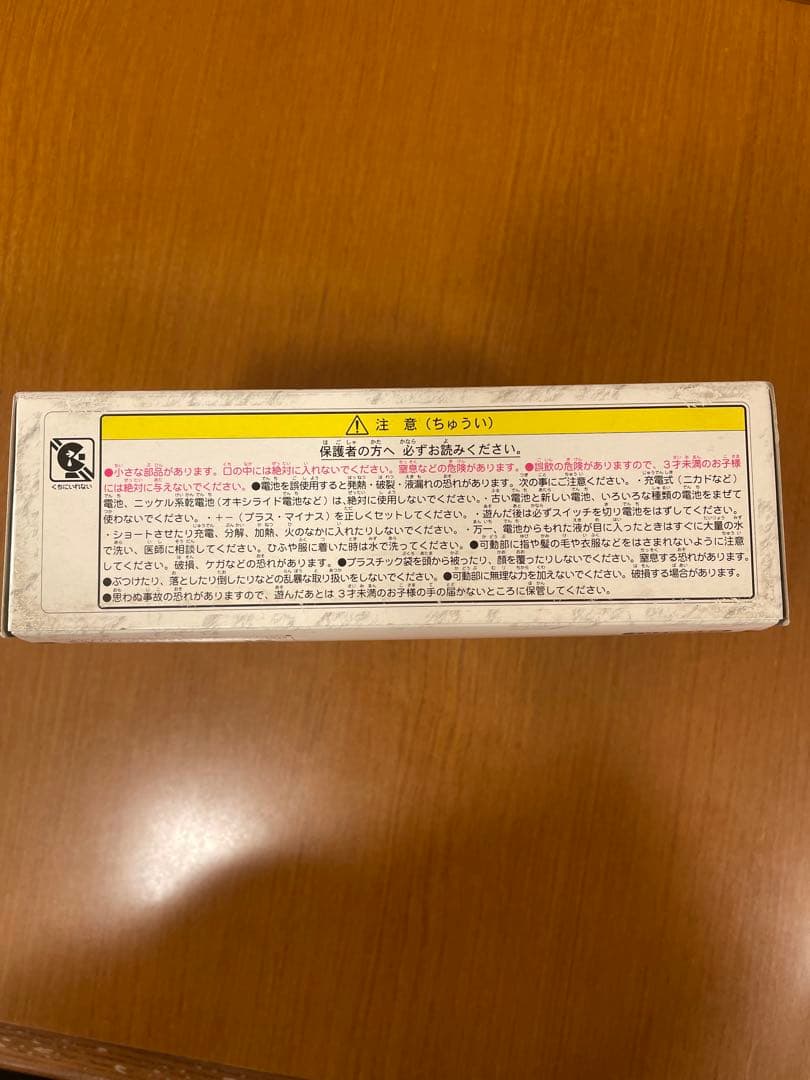 ⚠ 注 意 (ちゅうい)
保護者の方へ 必ずお読みください。
くちにいれない
●小さな部品があります。口の中には絶対に入れないでください。窒息などの危険があります。●誤飲の危険がありますので、3才未満のお子様
には絶対に与えないでください。●電池を誤使用すると発熱・破裂・液漏れの恐れがあります。次の事にご注意ください。・充電式(ニカドなど)
電池、ニッケル系乾電池(オキシライド電池など)は、絶対に使用しないでください。・古い電池と新しい電池、いろいろな種類の電池をまぜて
使わないでください。・+−(プラス・マイナス)を正しくセットしてください。・遊んだ後は必ずスイッチを切り電池をはずしてください。
・ショートさせたり充電、分解、加熱、火のなかに入れたりしないでください。・万一、電池からもれた液が目に入ったときはすぐに大量の水
で洗い、医師に相談してください。ひふや服に着いた時は水で洗ってください。●可動部に指や髪の毛や衣服などをはさまれないように注意
してください。破損、ケガなどの恐れがあります。●プラスチック袋を頭から被ったり、顔を覆ったりしないでください。窒息する恐れがあります。
●ぶつけたり、落としたり倒したりなどの乱暴な取り扱いをしないでください。●可動部に無理な力を加えないでください。破損する場合があります。
●思わぬ事故の恐れがありますので、遊んだあとは 3才未満のお子様の手の届かないところに保管してください。